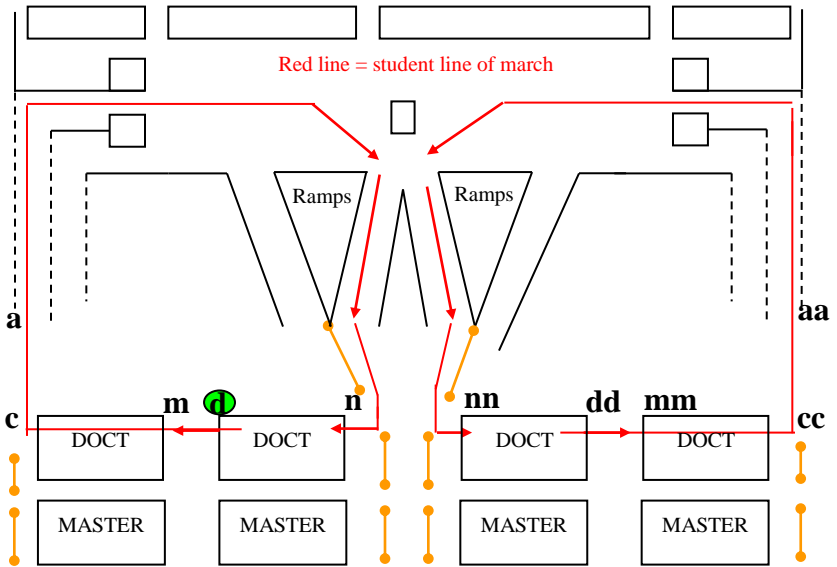 Red line = student line of march
Ramps Ramps
a aa
c m d n nn dd mm cc
DOCT DOCT DOCT DOCT
MASTER MASTER MASTER MASTER